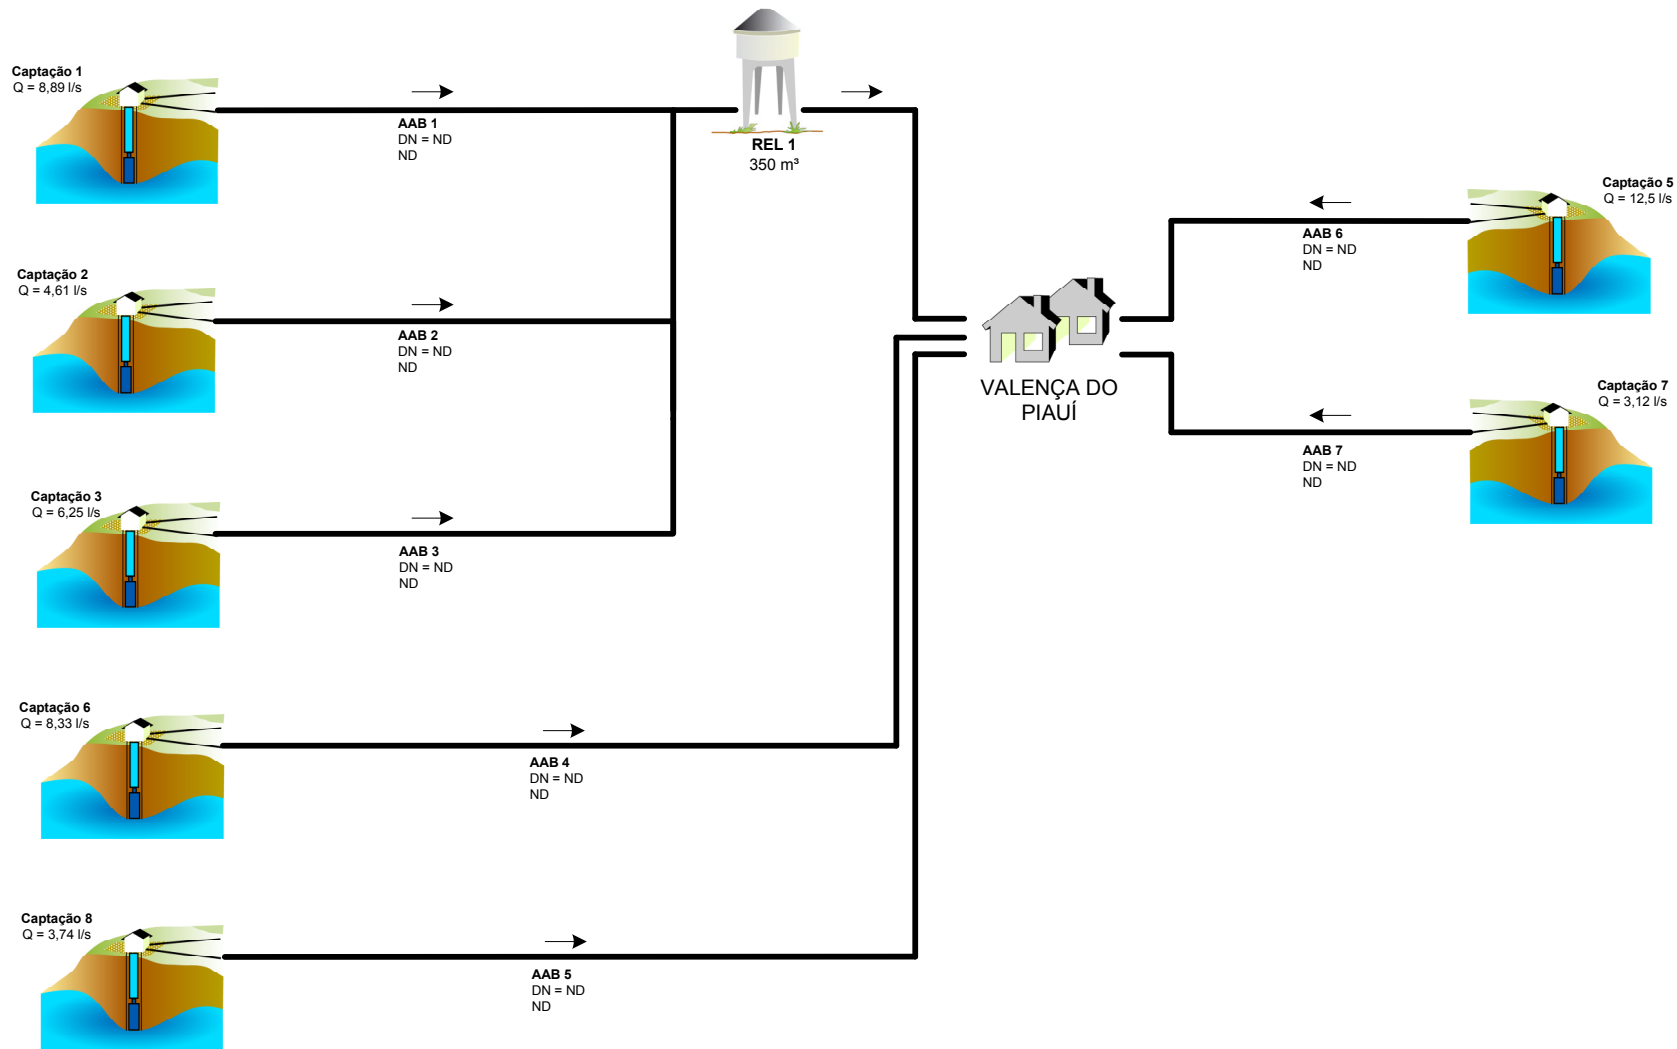 Captação 1
Q = 8,89 l/s
AAB 1
DN = ND
ND
REL 1
350 m³
Captação 5
Q = 12,5 l/s
AAB 6
DN = ND
ND
Captação 2
Q = 4,61 l/s
AAB 2
DN = ND
ND
VALENÇA DO
PIAUÍ
Captação 7
Q = 3,12 l/s
AAB 7
DN = ND
ND
Captação 3
Q = 6,25 l/s
AAB 3
DN = ND
ND
Captação 6
Q = 8,33 l/s
AAB 4
DN = ND
ND
Captação 8
Q = 3,74 l/s
AAB 5
DN = ND
ND